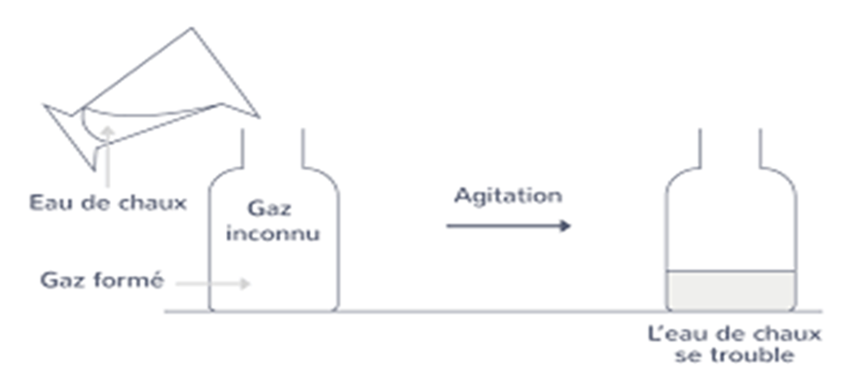 Eau de chaux
Gaz
inconnu
Gaz formé
Agitation
L'eau de chaux
se trouble